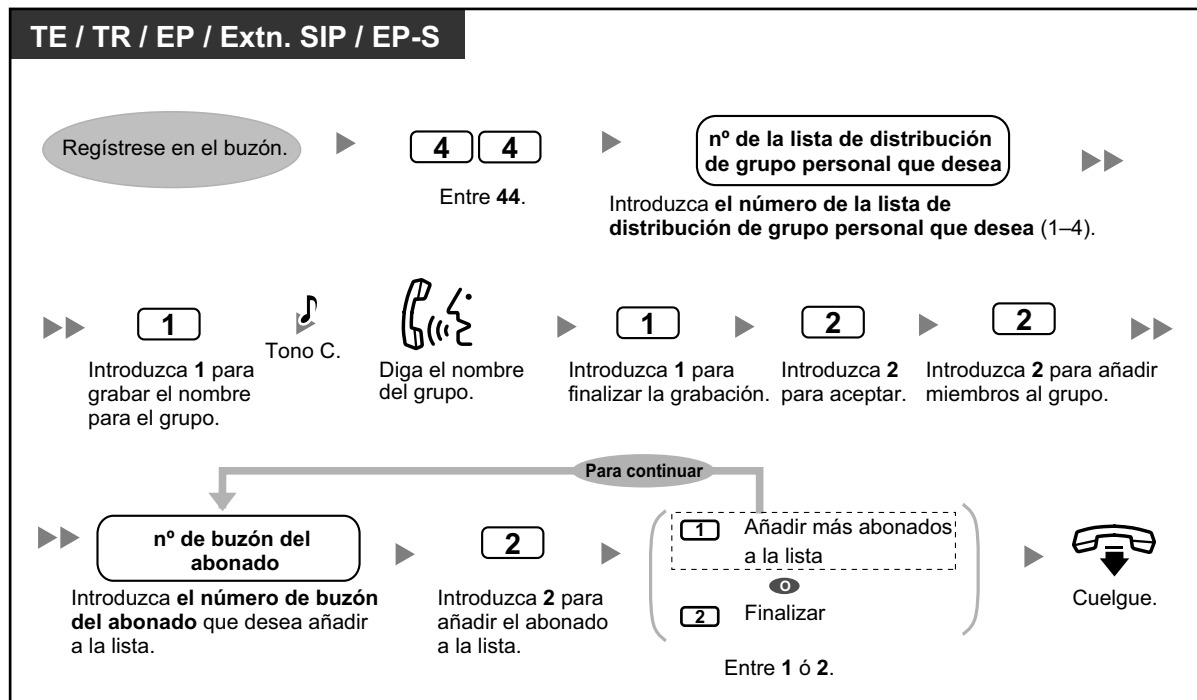 TE / TR / EP / Extn. SIP / EP-S
Regístrese en el buzón.
4 4
Entre 44.
nº de la lista de distribución
de grupo personal que desea
Introduzca el número de la lista de
distribución de grupo personal que desea (1–4).
1
Introduzca 1 para
grabar el nombre
para el grupo.
Tono C.
Diga el nombre
del grupo.
1
Introduzca 1 para
finalizar la grabación.
2
Introduzca 2
para aceptar.
2
Introduzca 2 para añadir
miembros al grupo.
Para continuar
nº de buzón del
abonado
Introduzca el número de buzón
del abonado que desea añadir
a la lista.
2
Introduzca 2 para
añadir el abonado
a la lista.
1 Añadir más abonados
a la lista
O
2 Finalizar
Entre 1 ó 2.
Cuelgue.